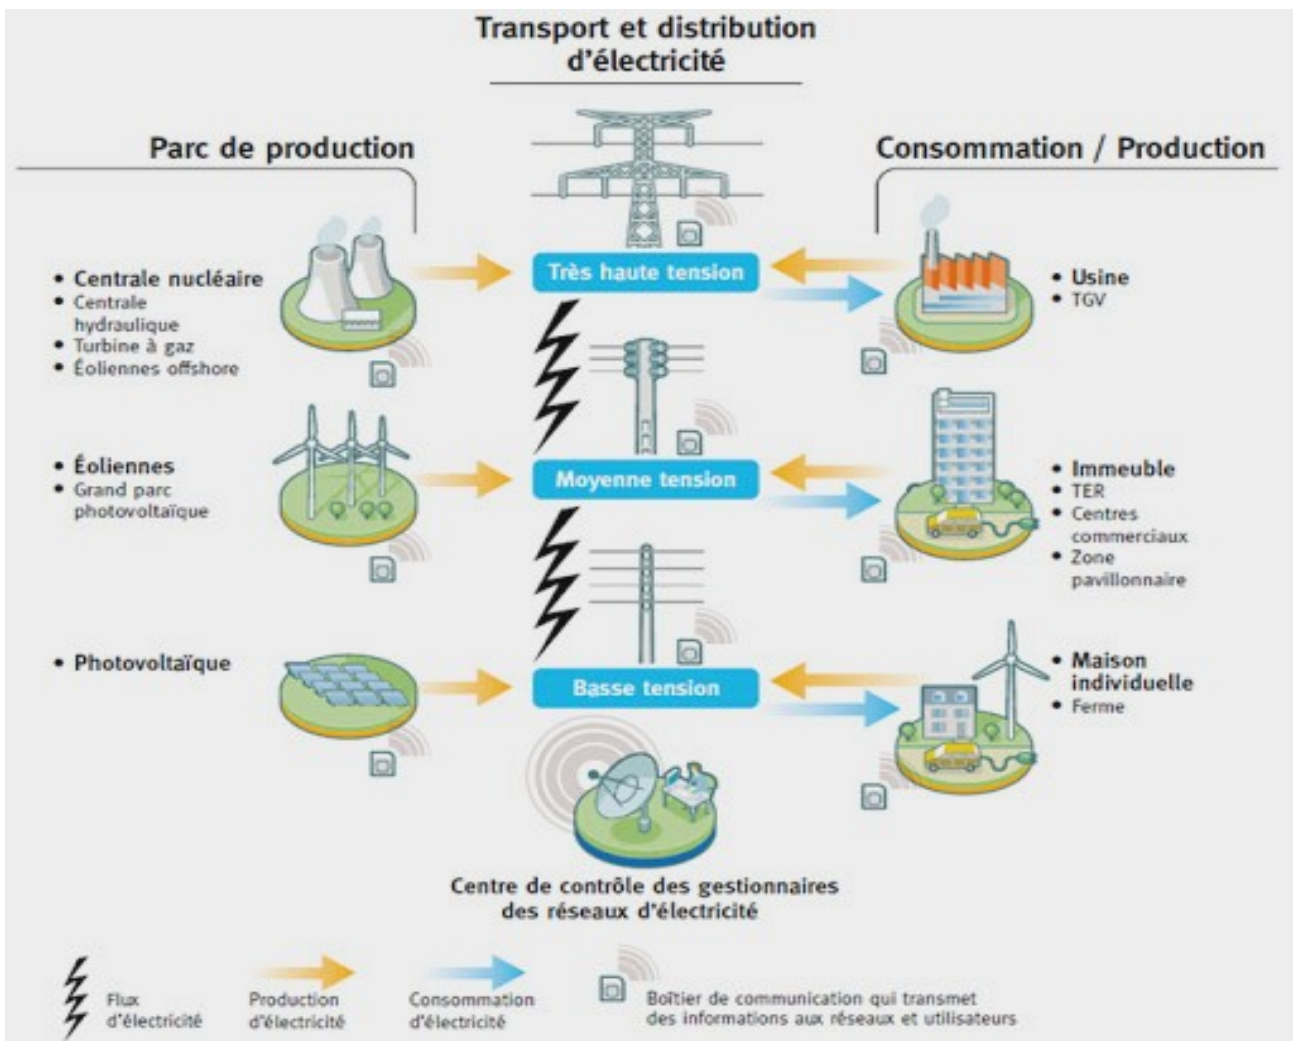 Transport et distribution
d'électricité
Parc de production
Consommation / Production
• Centrale nucléaire
• Centrale
hydraulique
• Turbine à gaz
• Éoliennes offshore
Très haute tension
• Usine
• TGV
• Éoliennes
• Grand parc
photovoltaïque
Moyenne tension
• Immeuble
• TER
• Centres
commerciaux
• Zone
pavillonnaire
• Photovoltaïque
Basse tension
• Maison
individuelle
• Ferme
Centre de contrôle des gestionnaires
des réseaux d'électricité
Flux
d'électricité
Production
d'électricité
Consommation
d'électricité
Boîtier de communication qui transmet
des informations aux réseaux et utilisateurs